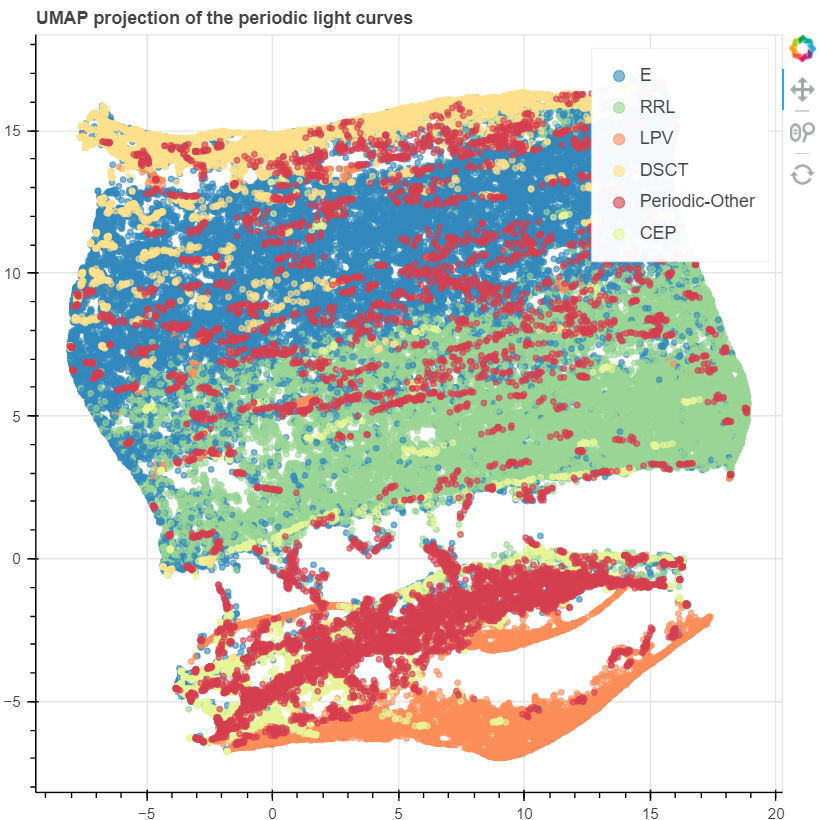 UMAP projection of the periodic light curves
E
RRL
LPV
DSCT
Periodic-Other
CEP
15
10
5
0
−5
−5
0
5
10
15
20